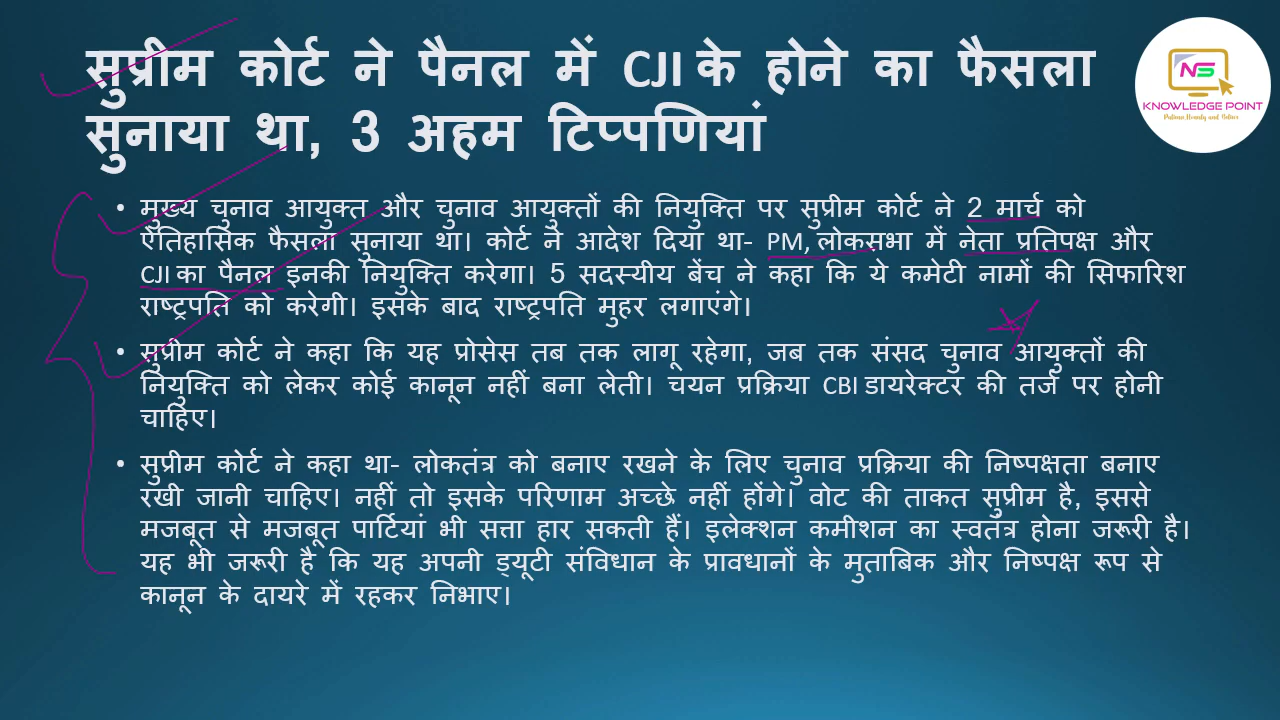 सुप्रीम कोर्ट ने पैनल में CJI के होने का फैसला
सुनाया था, 3 अहम टिप्पणियां
NS
KNOWLEDGE POINT
• मुख्य चुनाव आयुक्त और चुनाव आयुक्तों की नियुक्ति पर सुप्रीम कोर्ट ने 2 मार्च को
ऐतिहासिक फैसला सुनाया था। कोर्ट ने आदेश दिया था- PM, लोकसभा में नेता प्रतिपक्ष और
CJI का पैनल इनकी नियुक्ति करेगा। 5 सदस्यीय बेंच ने कहा कि ये कमेटी नामों की सिफारिश
राष्ट्रपति को करेगी। इसके बाद राष्ट्रपति मुहर लगाएंगे।
• सुप्रीम कोर्ट ने कहा कि यह प्रोसेस तब तक लागू रहेगा, जब तक संसद चुनाव आयुक्तों की
नियुक्ति को लेकर कोई कानून नहीं बना लेती। चयन प्रक्रिया CBI डायरेक्टर की तर्ज पर होनी
चाहिए।
• सुप्रीम कोर्ट ने कहा था- लोकतंत्र को बनाए रखने के लिए चुनाव प्रक्रिया की निष्पक्षता बनाए
रखी जानी चाहिए। नहीं तो इसके परिणाम अच्छे नहीं होंगे। वोट की ताकत सुप्रीम है, इससे
मजबूत से मजबूत पार्टियां भी सत्ता हार सकती हैं। इलेक्शन कमीशन का स्वतंत्र होना जरूरी है।
यह भी जरूरी है कि यह अपनी ड्यूटी संविधान के प्रावधानों के मुताबिक और निष्पक्ष रूप से
कानून के दायरे में रहकर निभाए।